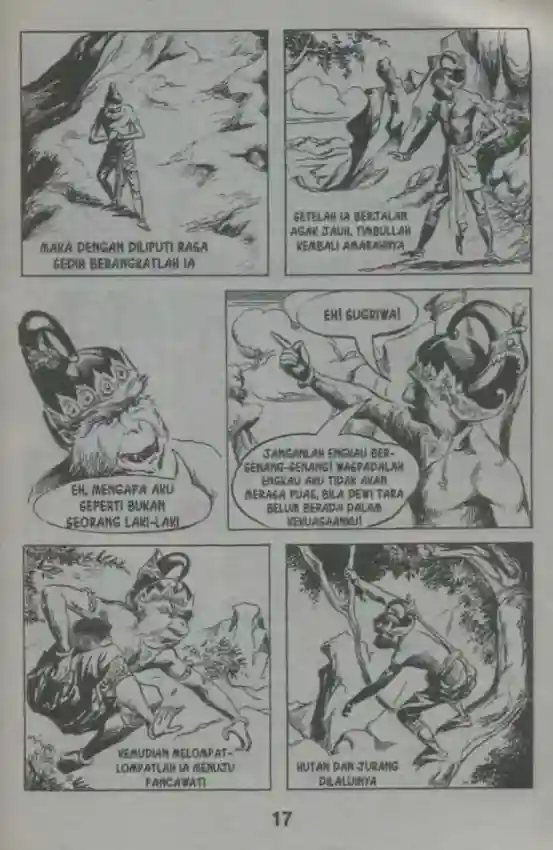 MAKA DENGAN DILIPUTI RASA
SEDIH BERANGKATLAH IA
SETELAH IA BERJALAN
AGAK JAUH, TIMBULLAH
KEMBALI AMARAHNYA
EH, MENGAPA AKU
SEPERTI BUKAN
SEORANG LAKI-LAKI
EH! SUGRIWA!
JANGANLAH ENGKAU BER-
SENANG-SENANG! WASPADALAH
ENGKAU AKU TIDAK AKAN
MERASA PUAS, BILA DEWI TARA
BELUM BERADA DALAM
KEKUASAANKU!
KEMUDIAN MELOMPAT-
LOMPATLAH IA MENUJU
PANCAWATI
HUTAN DAN JURANG
DILALUINYA
17